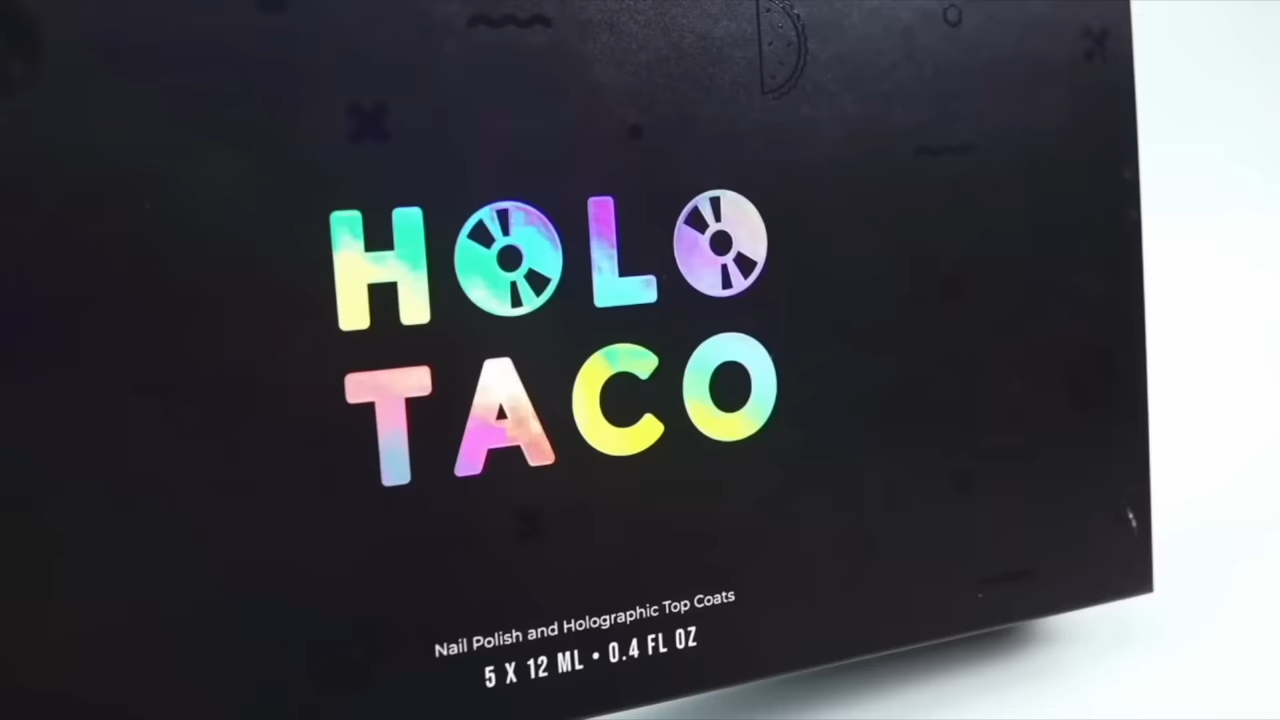 HOLO
TACO
Nail Polish and Holographic Top Coats
5 X 12 ML • 0.4 FL OZ